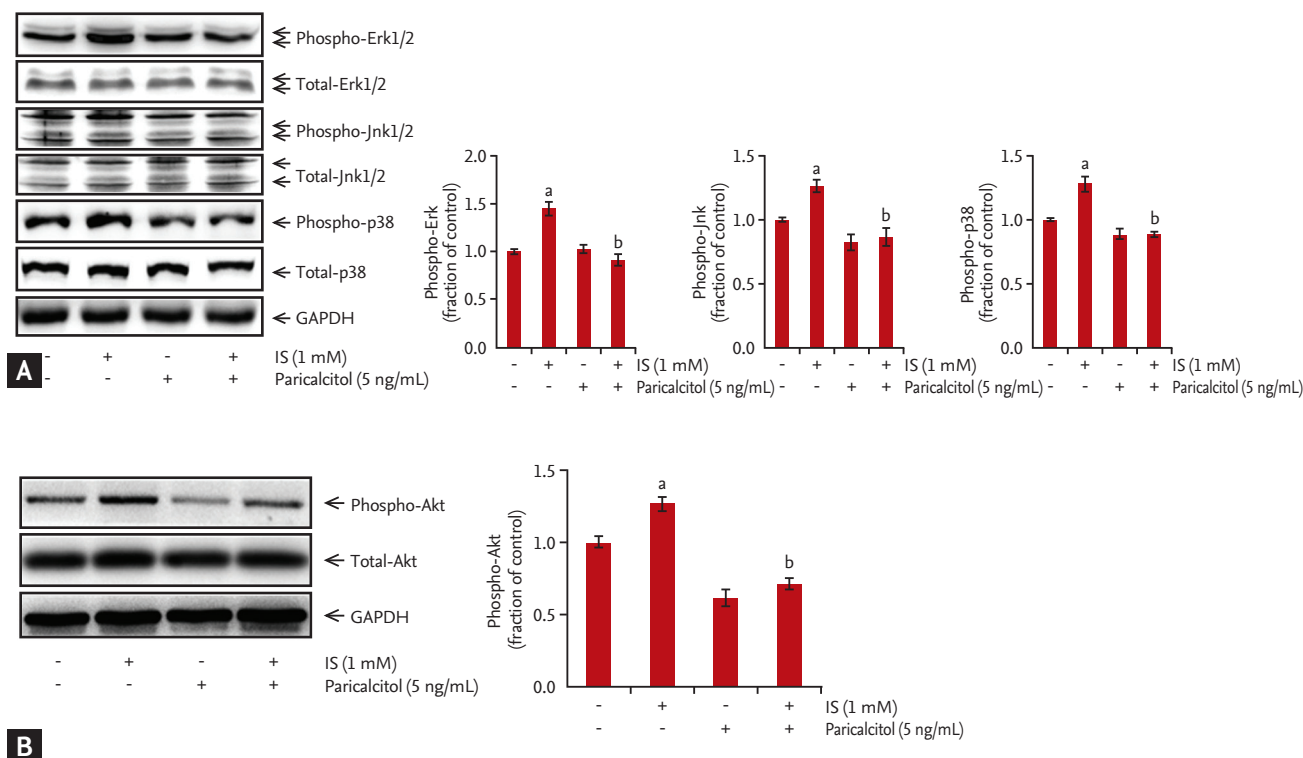 Phospho-Erk1/2
Total-Erk1/2
Phospho-Jnk1/2
Total-Jnk1/2
Phospho-p38
Total-p38
GAPDH
- + - + IS (1 mM)
- - + + Paricalcitol (5 ng/mL)
A
Phospho-Erk
(fraction of control)
2.0
1.5
1.0
0.5
0.0
a
b
- + - + IS (1 mM)
- - + + Paricalcitol (5 ng/mL)
Phospho-Jnk
(fraction of control)
1.5
1.0
0.5
0.0
a
b
- + - + IS (1 mM)
- - + + Paricalcitol (5 ng/mL)
Phospho-p38
(fraction of control)
1.5
1.0
0.5
0.0
a
b
- + - + IS (1 mM)
- - + + Paricalcitol (5 ng/mL)
Phospho-Akt
Total-Akt
GAPDH
- + - + IS (1 mM)
- - + + Paricalcitol (5 ng/mL)
B
Phospho-Akt
(fraction of control)
1.5
1.0
0.5
0.0
a
b
- + - + IS (1 mM)
- - + + Paricalcitol (5 ng/mL)